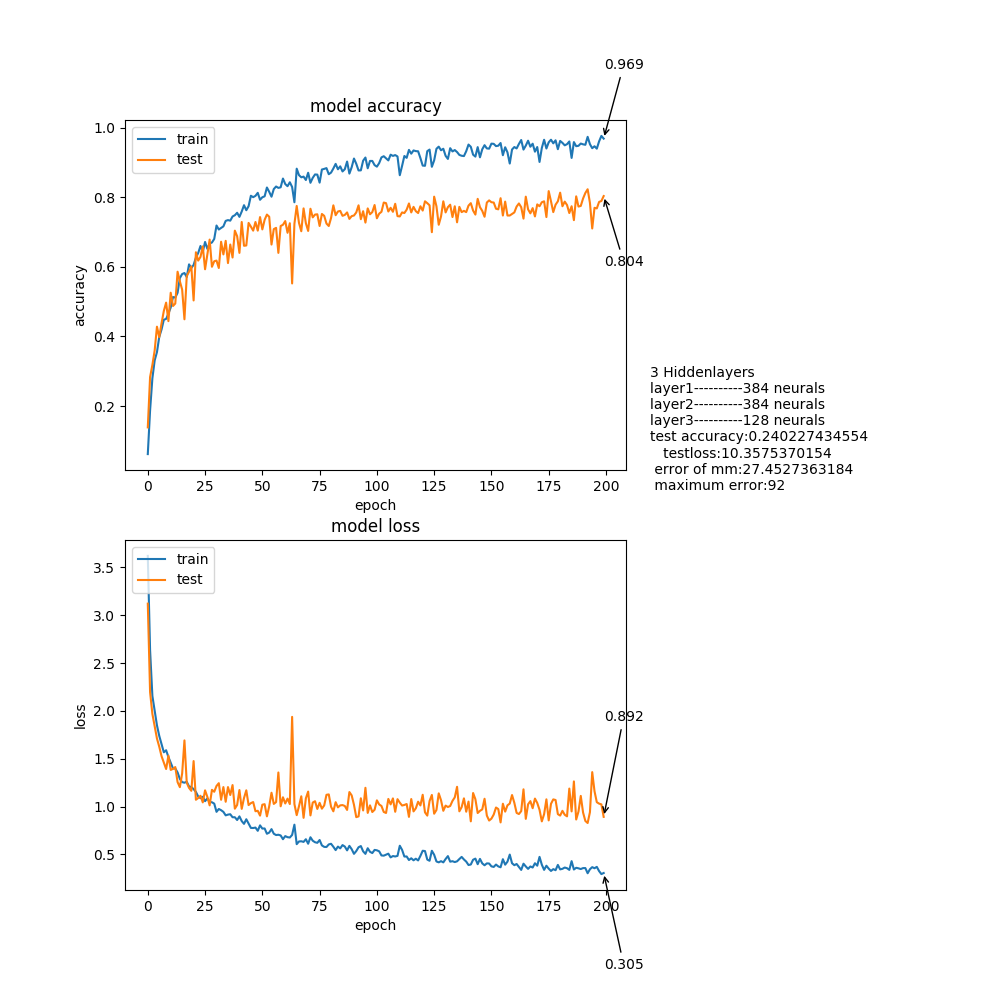 0.969
model accuracy
train
test
1.0
0.8
0.6
0.4
0.2
accuracy
0.804
0 25 50 75 100 125 150 175 200
epoch
3 Hiddenlayers
layer1----------384 neurals
layer2----------384 neurals
layer3----------128 neurals
test accuracy:0.240227434554
testloss:10.3575370154
error of mm:27.4527363184
maximum error:92
model loss
train
test
3.5
3.0
2.5
2.0
1.5
1.0
0.5
loss
0.892
0 25 50 75 100 125 150 175 200
epoch
0.305